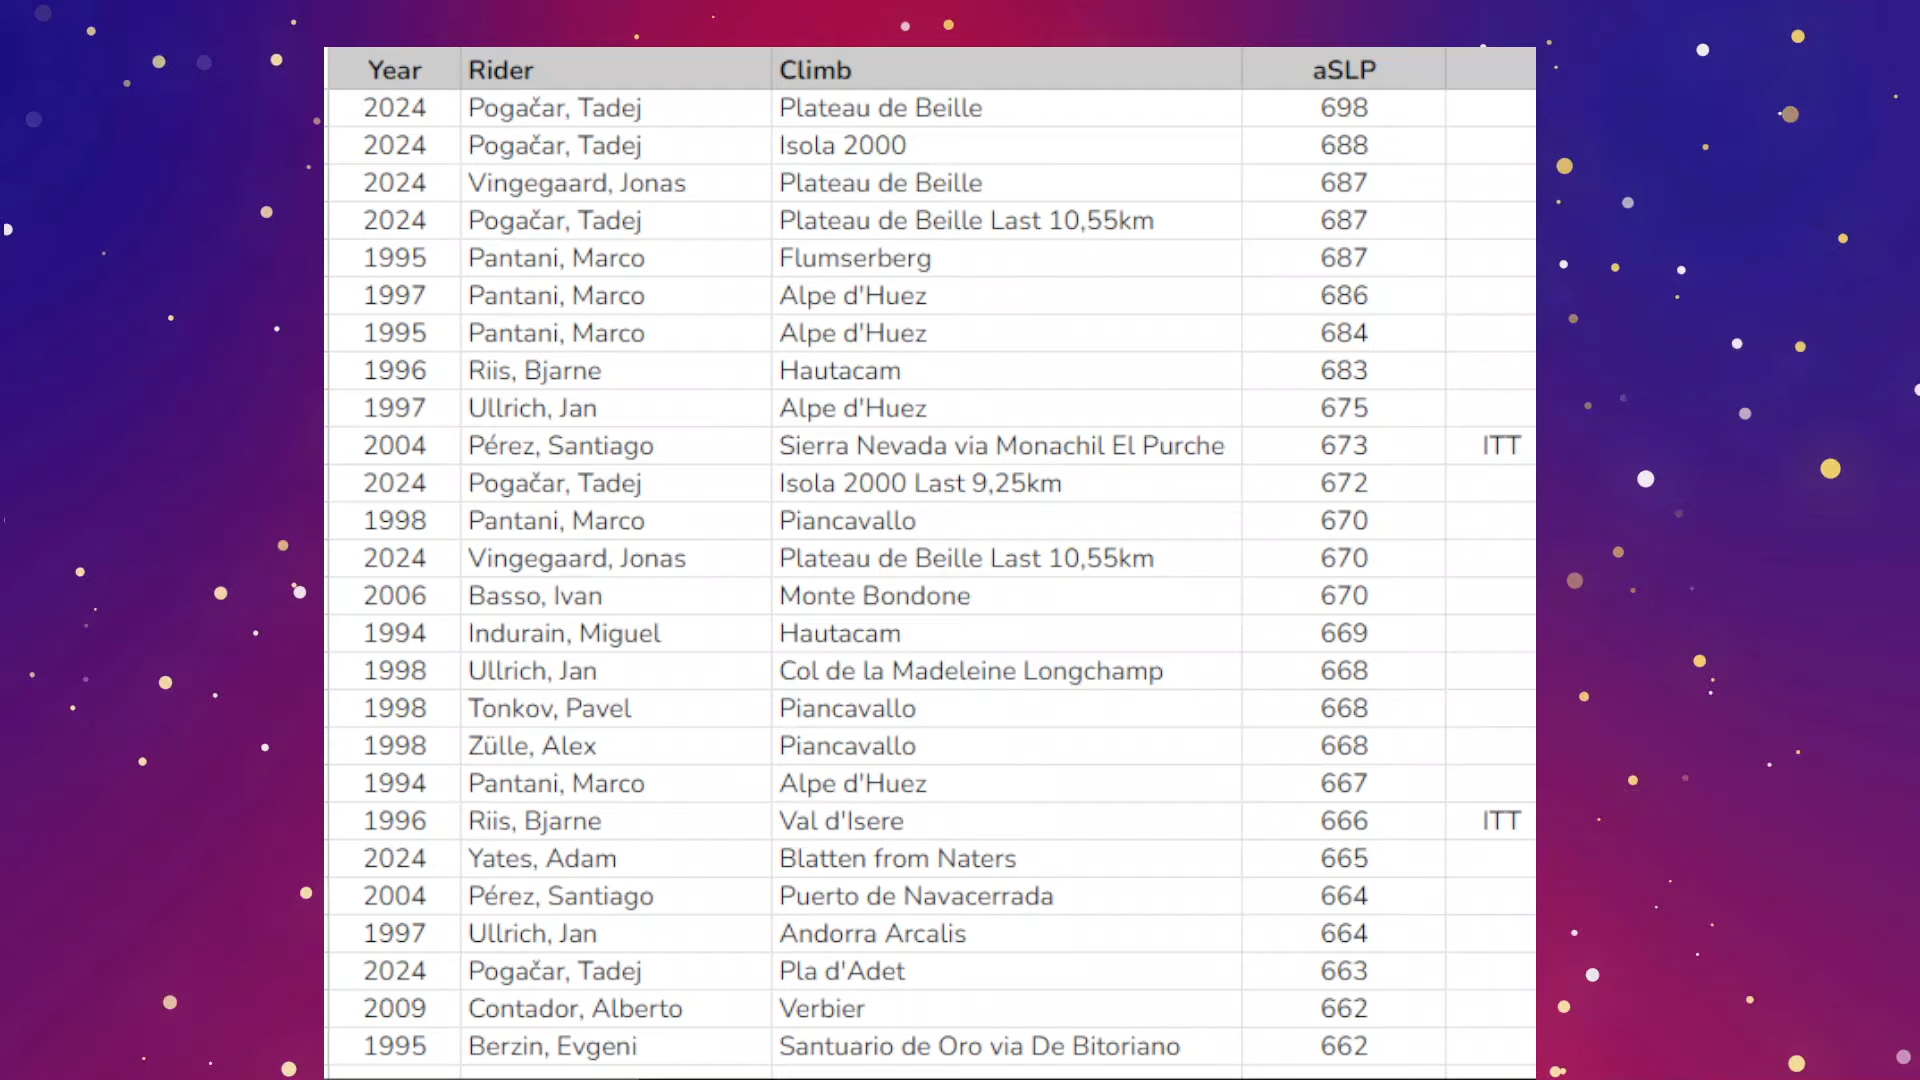 Year Rider Climb aSLP
2024 Pogačar, Tadej Plateau de Beille 698
2024 Pogačar, Tadej Isola 2000 688
2024 Vingegaard, Jonas Plateau de Beille 687
2024 Pogačar, Tadej Plateau de Beille Last 10,55km 687
1995 Pantani, Marco Flumserberg 687
1997 Pantani, Marco Alpe d'Huez 686
1995 Pantani, Marco Alpe d'Huez 684
1996 Riis, Bjarne Hautacam 683
1997 Ullrich, Jan Alpe d'Huez 675
2004 Pérez, Santiago Sierra Nevada via Monachil El Purche 673 ITT
2024 Pogačar, Tadej Isola 2000 Last 9,25km 672
1998 Pantani, Marco Piancavallo 670
2024 Vingegaard, Jonas Plateau de Beille Last 10,55km 670
2006 Basso, Ivan Monte Bondone 670
1994 Indurain, Miguel Hautacam 669
1998 Ullrich, Jan Col de la Madeleine Longchamp 668
1998 Tonkov, Pavel Piancavallo 668
1998 Zülle, Alex Piancavallo 668
1994 Pantani, Marco Alpe d'Huez 667
1996 Riis, Bjarne Val d'Isere 666 ITT
2024 Yates, Adam Blatten from Naters 665
2004 Pérez, Santiago Puerto de Navacerrada 664
1997 Ullrich, Jan Andorra Arcalis 664
2024 Pogačar, Tadej Pla d'Adet 663
2009 Contador, Alberto Verbier 662
1995 Berzin, Evgeni Santuario de Oro via De Bitoriano 662